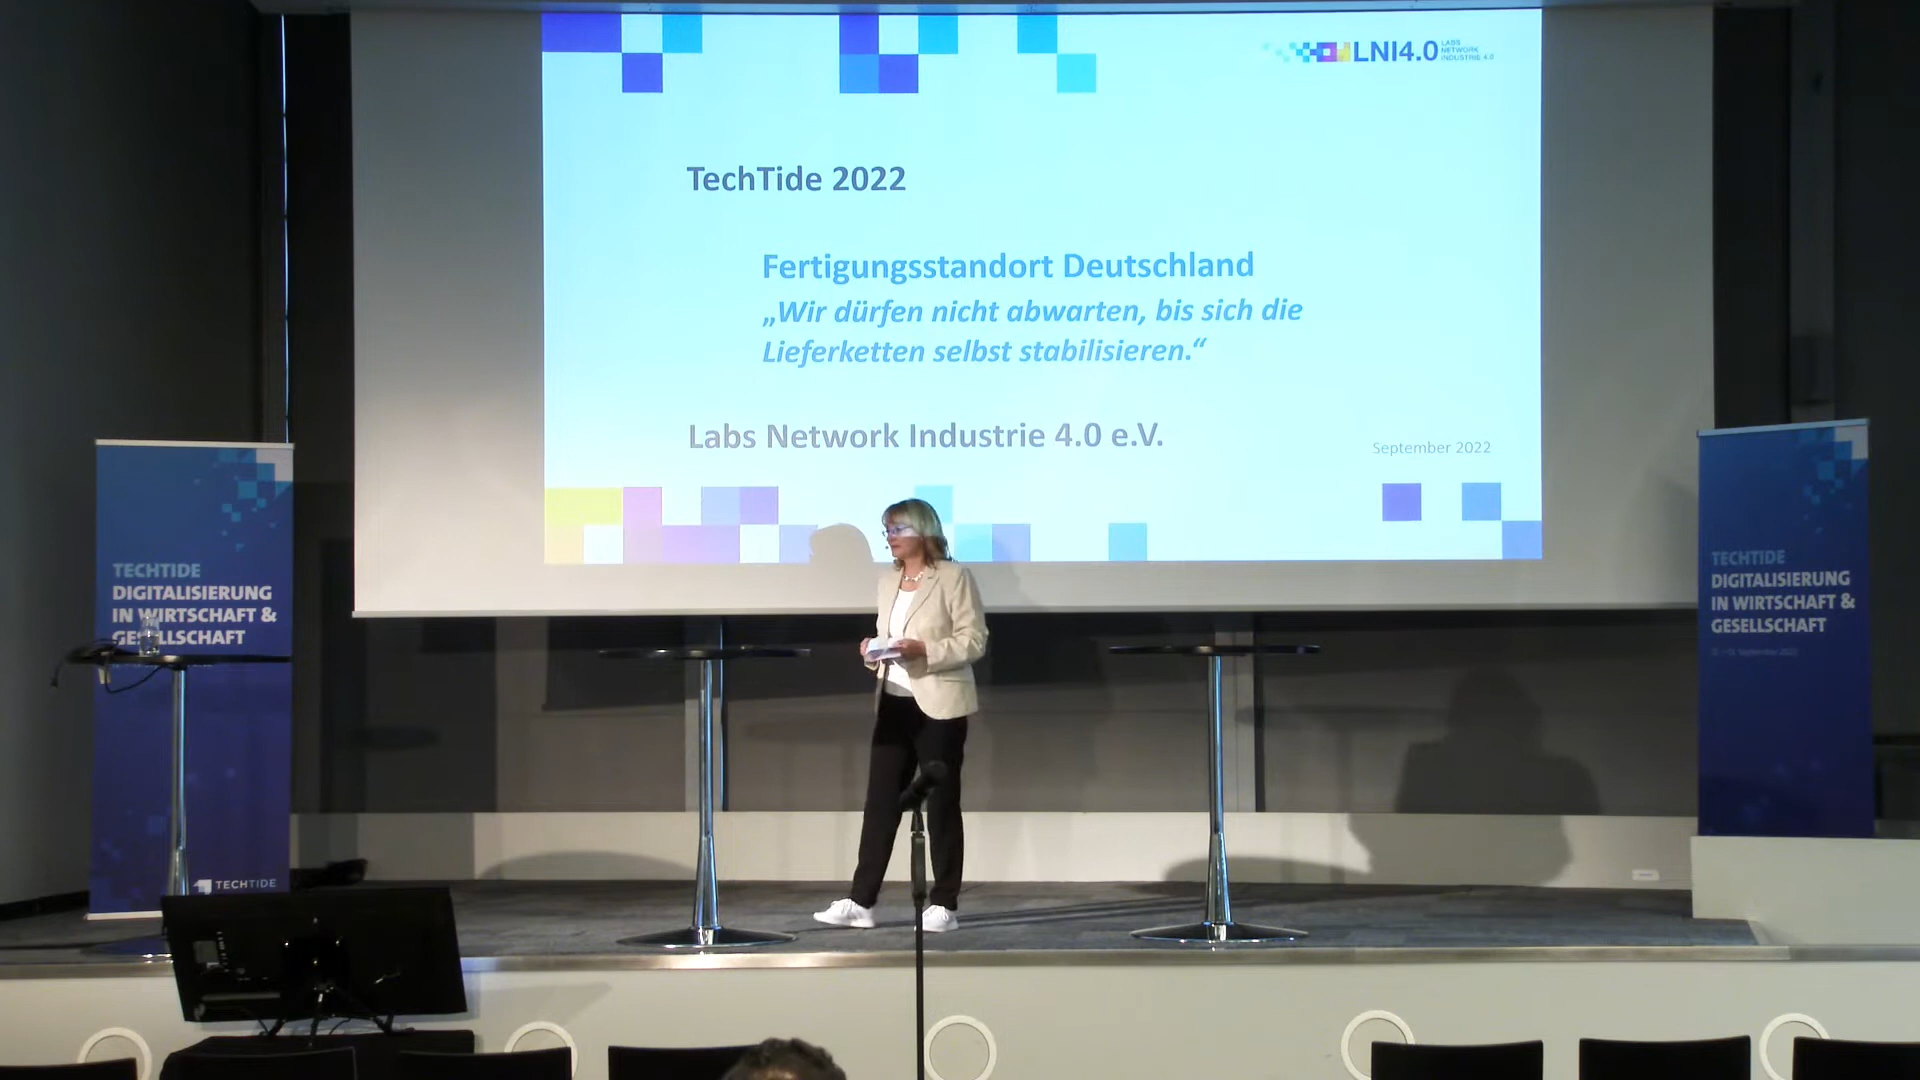 LNI4.0
LABS
NETWORK
INDUSTRIE 4.0
TechTide 2022
Fertigungsstandort Deutschland
„Wir dürfen nicht abwarten, bis sich die
Lieferketten selbst stabilisieren.“
Labs Network Industrie 4.0 e.V.
September 2022
TECHTIDE
DIGITALISIERUNG
IN WIRTSCHAFT &
GESELLSCHAFT
TECHTIDE
TECHTIDE
DIGITALISIERUNG
IN WIRTSCHAFT &
GESELLSCHAFT
September 2022